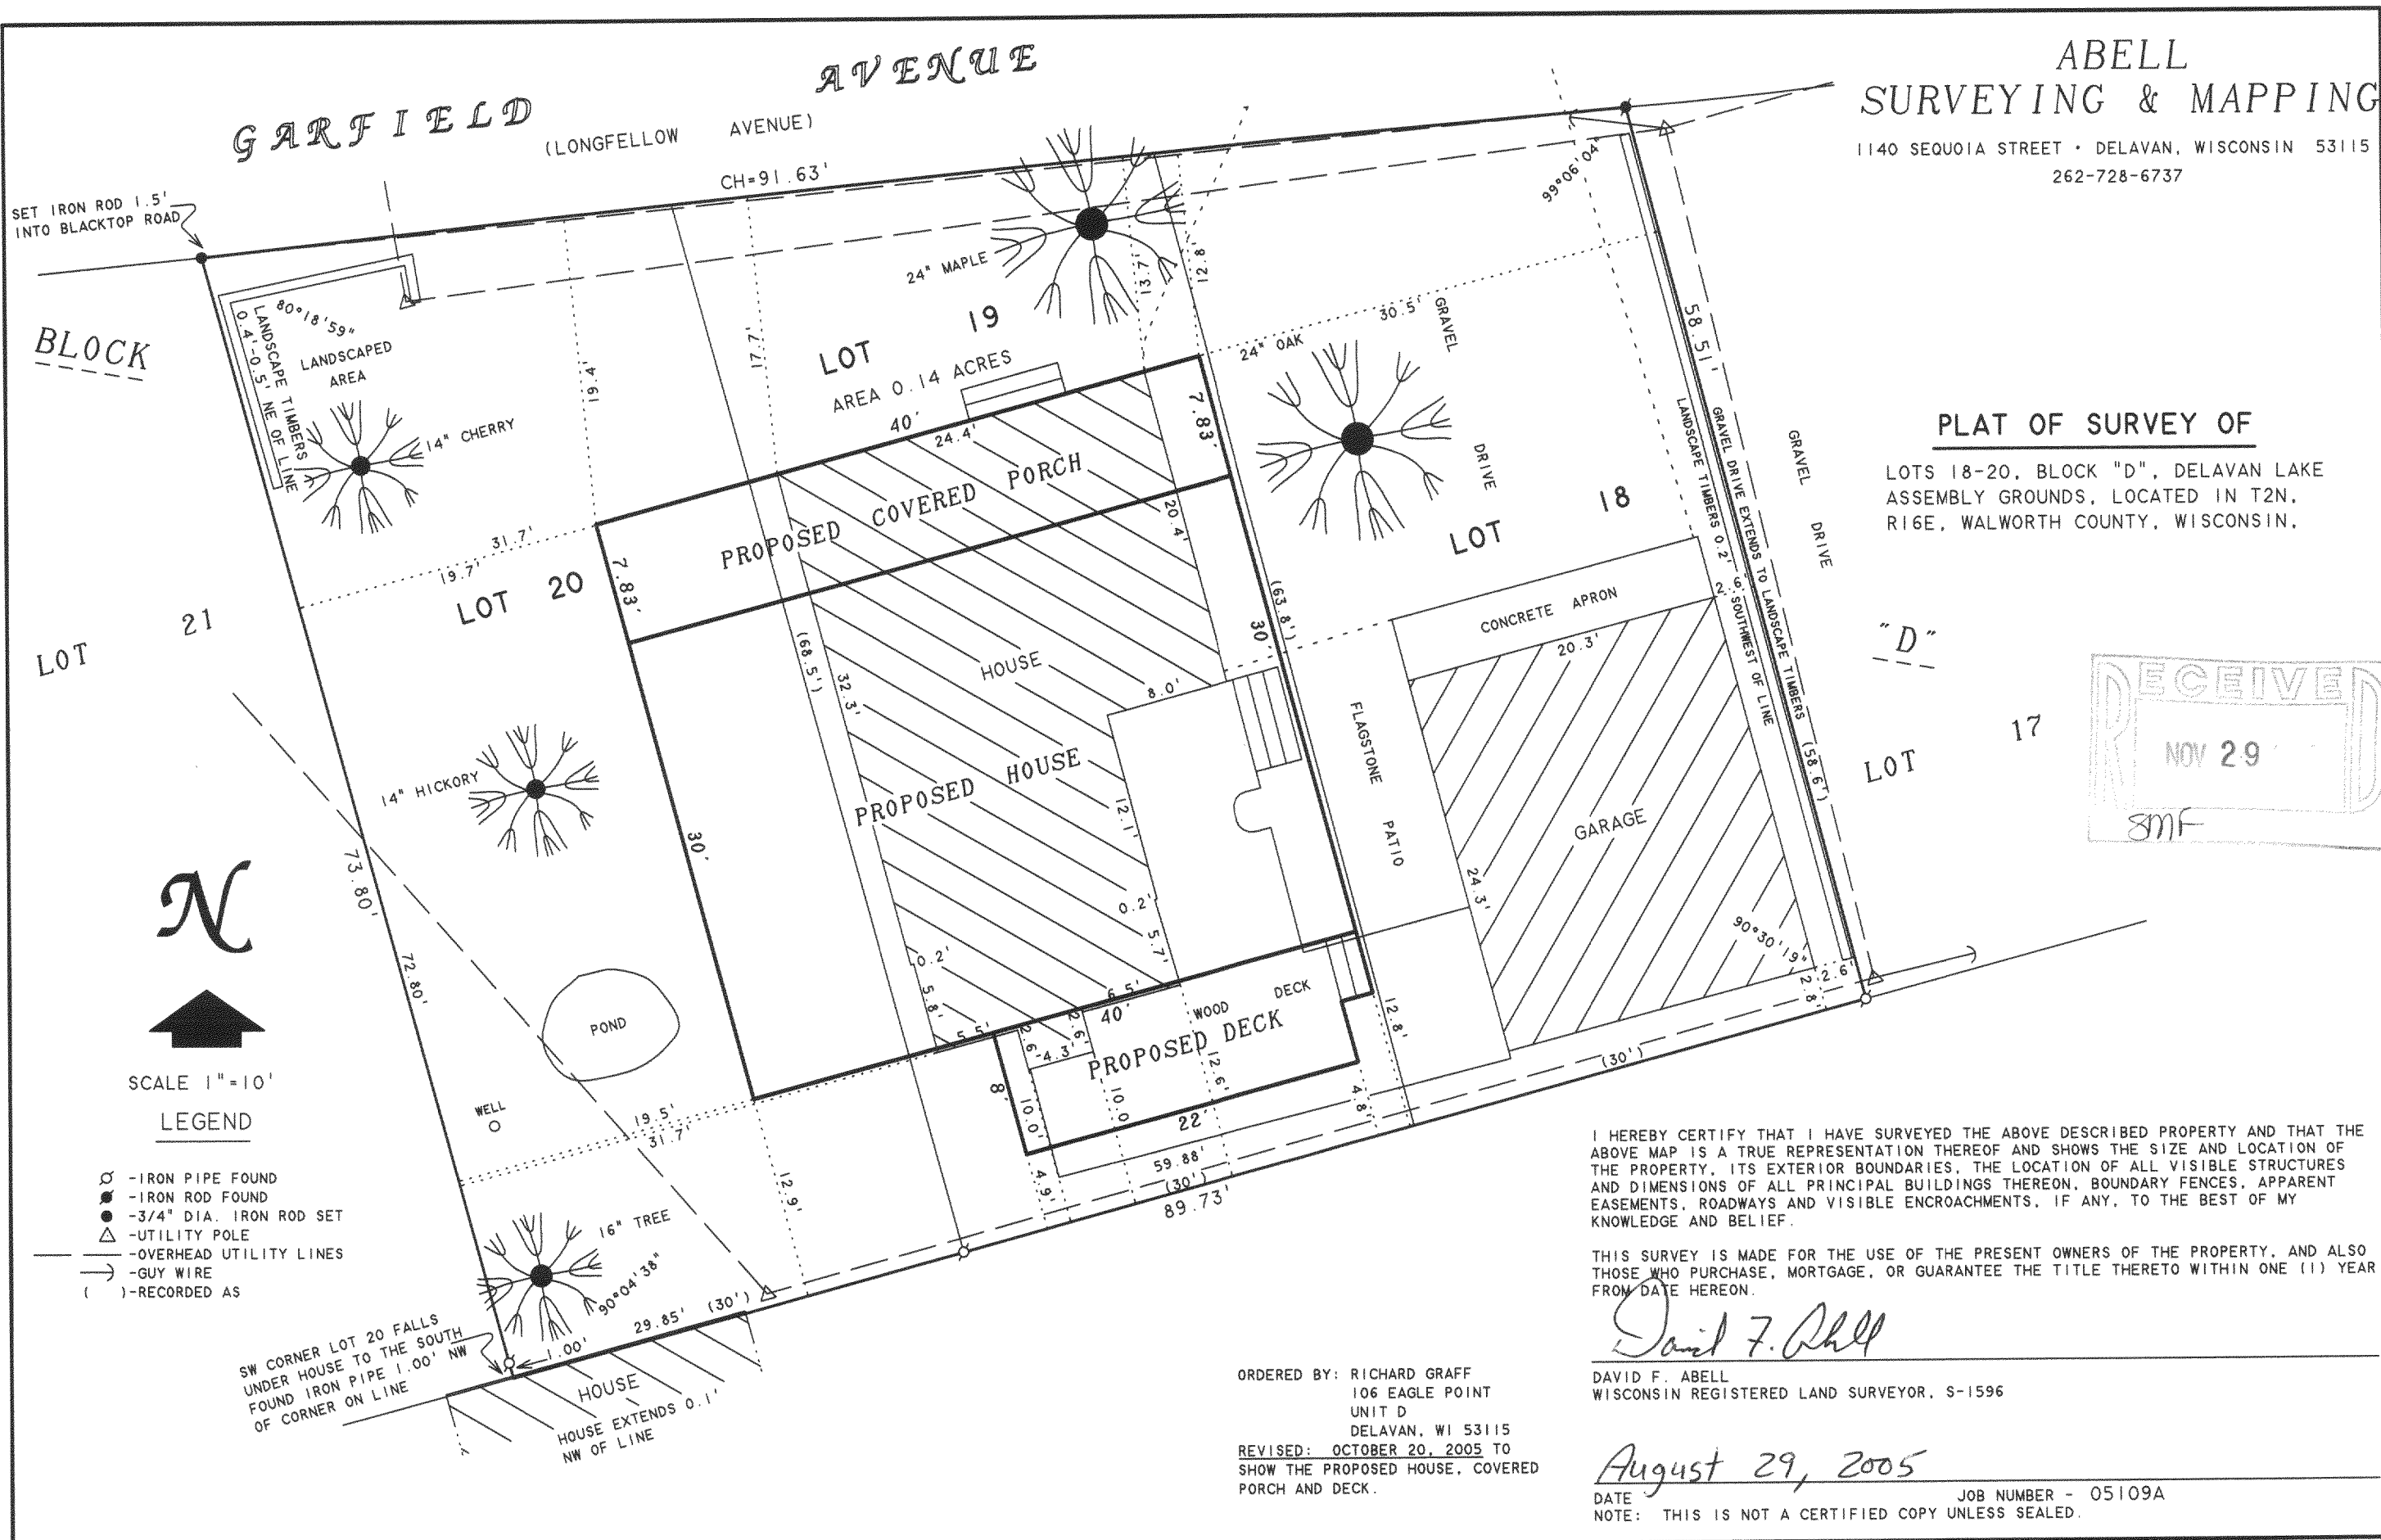 GARFIELD AVENUE
(LONGFELLOW AVENUE)
CH=91.63'
ABELL
SURVEYING & MAPPING
1140 SEQUOIA STREET • DELAVAN, WISCONSIN 53115
262-728-6737
SET IRON ROD 1.5'
INTO BLACKTOP ROAD
99°06'04"
BLOCK
80°18'59"
LANDSCAPE TIMBERS
0.4'-0.5' NE OF LINE
LANDSCAPED
AREA
14" CHERRY
19.4'
17.7'
24" MAPLE
13.7'
12.8'
LOT 19
AREA 0.14 ACRES
40'
24.4'
7.83'
24" OAK
30.5'
GRAVEL
DRIVE
58.51'
LANDSCAPE TIMBERS 0.2'
SOUTHWEST OF LINE
GRAVEL DRIVE EXTENDS TO LANDSCAPE TIMBERS
(58.6')
GRAVEL
DRIVE
PLAT OF SURVEY OF
LOTS 18-20, BLOCK "D", DELAVAN LAKE
ASSEMBLY GROUNDS, LOCATED IN T2N,
R16E, WALWORTH COUNTY, WISCONSIN.
PROPOSED COVERED PORCH
20.4'
31.7'
19.7'
7.83'
LOT 20
LOT 18
LOT 21
(68.5')
32.3'
HOUSE
8.0'
30'
(63.8')
CONCRETE APRON
20.3'
2.6'
"D"
LOT 17
RECEIVED
NOV 29
SMF
14" HICKORY
PROPOSED HOUSE
12.1'
FLAGSTONE
PATIO
GARAGE
24.3'
30'
73.80'
72.80'
0.2'
5.7'
0.2'
5.8'
5.5'
6.5'
40'
2.6'
2.6'
4.3'
WOOD DECK
PROPOSED DECK
12.8'
90°30'19"
2.6'
2.8'
N
SCALE 1"=10'
POND
WELL
19.5'
31.7'
12.9'
8'
10.0'
10.0'
12.6'
22'
4.8'
4.9'
59.88'
(30')
89.73'
(30')
LEGEND
-IRON PIPE FOUND
-IRON ROD FOUND
-3/4" DIA. IRON ROD SET
-UTILITY POLE
-OVERHEAD UTILITY LINES
-GUY WIRE
( )-RECORDED AS
16" TREE
90°04'38"
29.85' (30')
1.00'
SW CORNER LOT 20 FALLS
UNDER HOUSE TO THE SOUTH
FOUND IRON PIPE 1.00' NW
OF CORNER ON LINE
HOUSE
HOUSE EXTENDS 0.1'
NW OF LINE
I HEREBY CERTIFY THAT I HAVE SURVEYED THE ABOVE DESCRIBED PROPERTY AND THAT THE
ABOVE MAP IS A TRUE REPRESENTATION THEREOF AND SHOWS THE SIZE AND LOCATION OF
THE PROPERTY, ITS EXTERIOR BOUNDARIES, THE LOCATION OF ALL VISIBLE STRUCTURES
AND DIMENSIONS OF ALL PRINCIPAL BUILDINGS THEREON, BOUNDARY FENCES, APPARENT
EASEMENTS, ROADWAYS AND VISIBLE ENCROACHMENTS, IF ANY, TO THE BEST OF MY
KNOWLEDGE AND BELIEF.
THIS SURVEY IS MADE FOR THE USE OF THE PRESENT OWNERS OF THE PROPERTY, AND ALSO
THOSE WHO PURCHASE, MORTGAGE, OR GUARANTEE THE TITLE THERETO WITHIN ONE (1) YEAR
FROM DATE HEREON.
David F. Abell
DAVID F. ABELL
WISCONSIN REGISTERED LAND SURVEYOR, S-1596
ORDERED BY: RICHARD GRAFF
106 EAGLE POINT
UNIT D
DELAVAN, WI 53115
REVISED: OCTOBER 20, 2005 TO
SHOW THE PROPOSED HOUSE, COVERED
PORCH AND DECK.
August 29, 2005
DATE JOB NUMBER - 05109A
NOTE: THIS IS NOT A CERTIFIED COPY UNLESS SEALED.